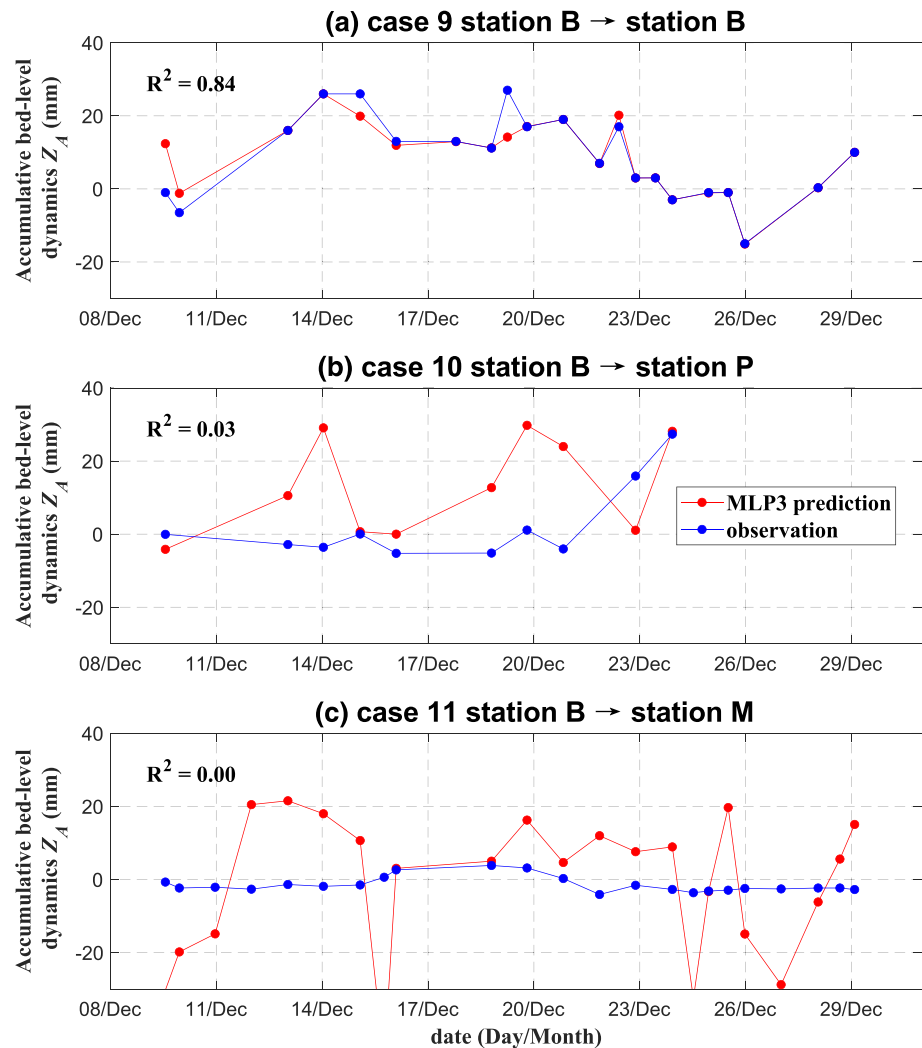 (a) case 9 station B → station B
Accumulative bed-level
dynamics Z_A (mm)
40
20
0
-20
R² = 0.84
08/Dec 11/Dec 14/Dec 17/Dec 20/Dec 23/Dec 26/Dec 29/Dec
(b) case 10 station B → station P
Accumulative bed-level
dynamics Z_A (mm)
40
20
0
-20
R² = 0.03
MLP3 prediction
observation
08/Dec 11/Dec 14/Dec 17/Dec 20/Dec 23/Dec 26/Dec 29/Dec
(c) case 11 station B → station M
Accumulative bed-level
dynamics Z_A (mm)
40
20
0
-20
R² = 0.00
08/Dec 11/Dec 14/Dec 17/Dec 20/Dec 23/Dec 26/Dec 29/Dec
date (Day/Month)